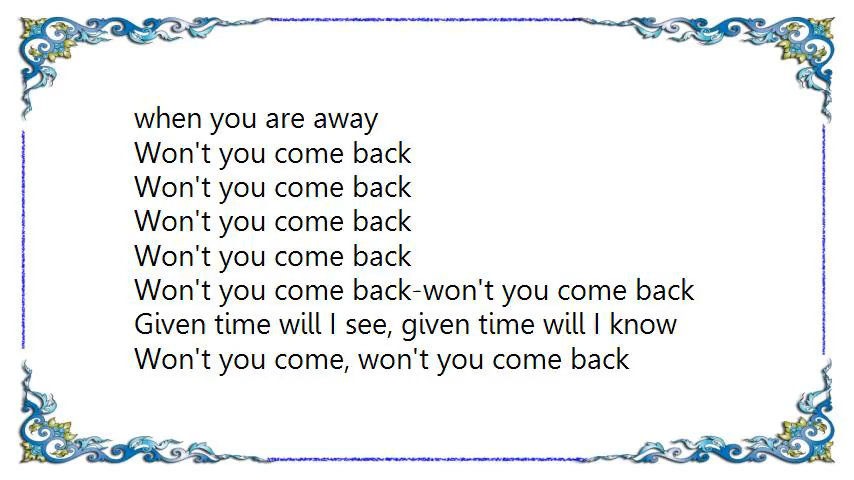 when you are away
Won't you come back
Won't you come back
Won't you come back
Won't you come back
Won't you come back-won't you come back
Given time will I see, given time will I know
Won't you come, won't you come back